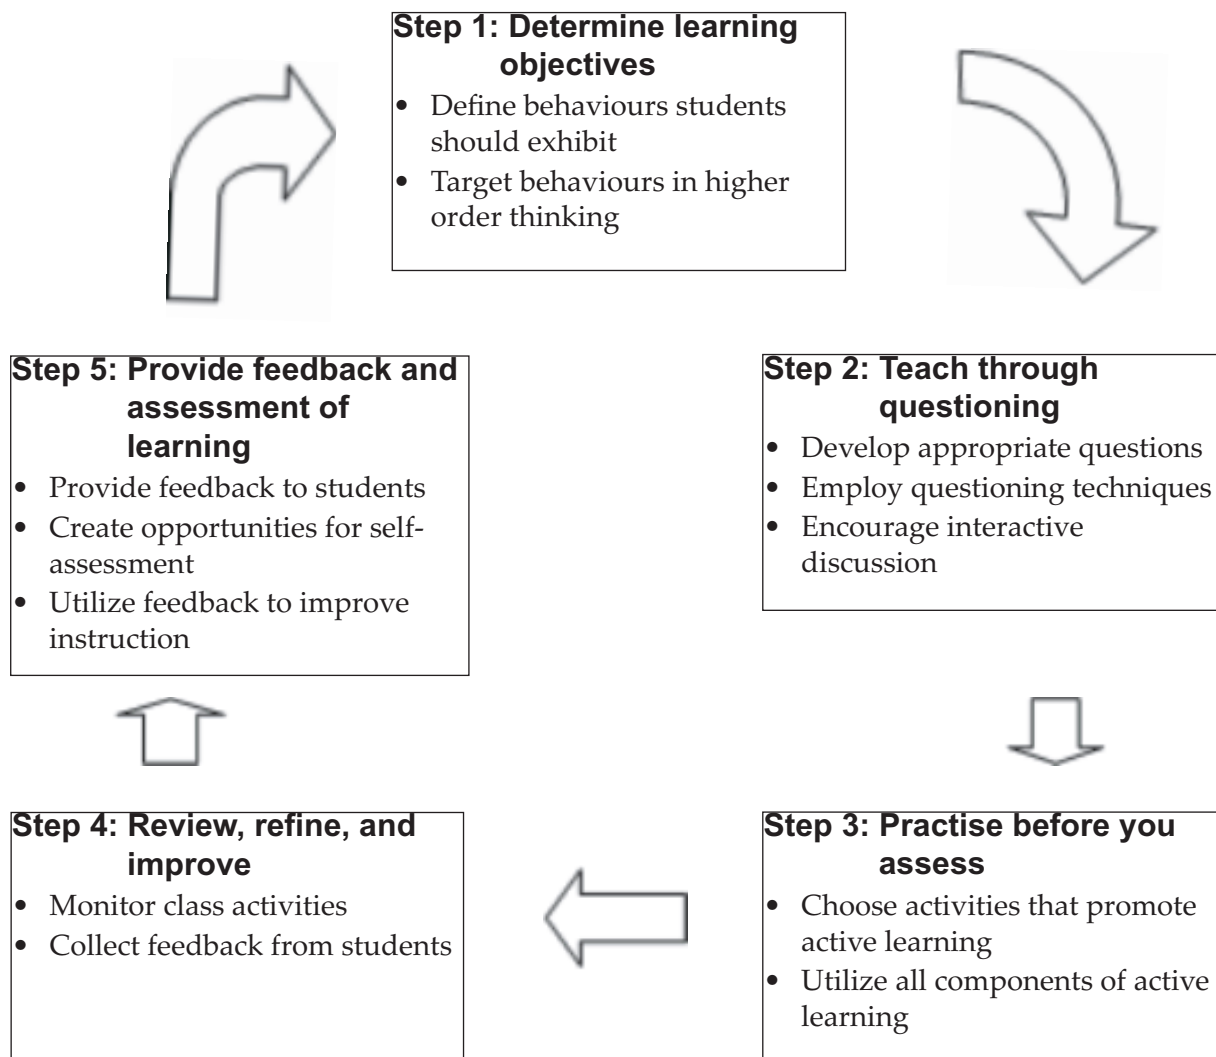 Step 1: Determine learning
objectives
• Define behaviours students
should exhibit
• Target behaviours in higher
order thinking
Step 2: Teach through
questioning
• Develop appropriate questions
• Employ questioning techniques
• Encourage interactive
discussion
Step 3: Practise before you
assess
• Choose activities that promote
active learning
• Utilize all components of active
learning
Step 4: Review, refine, and
improve
• Monitor class activities
• Collect feedback from students
Step 5: Provide feedback and
assessment of
learning
• Provide feedback to students
• Create opportunities for self-
assessment
• Utilize feedback to improve
instruction